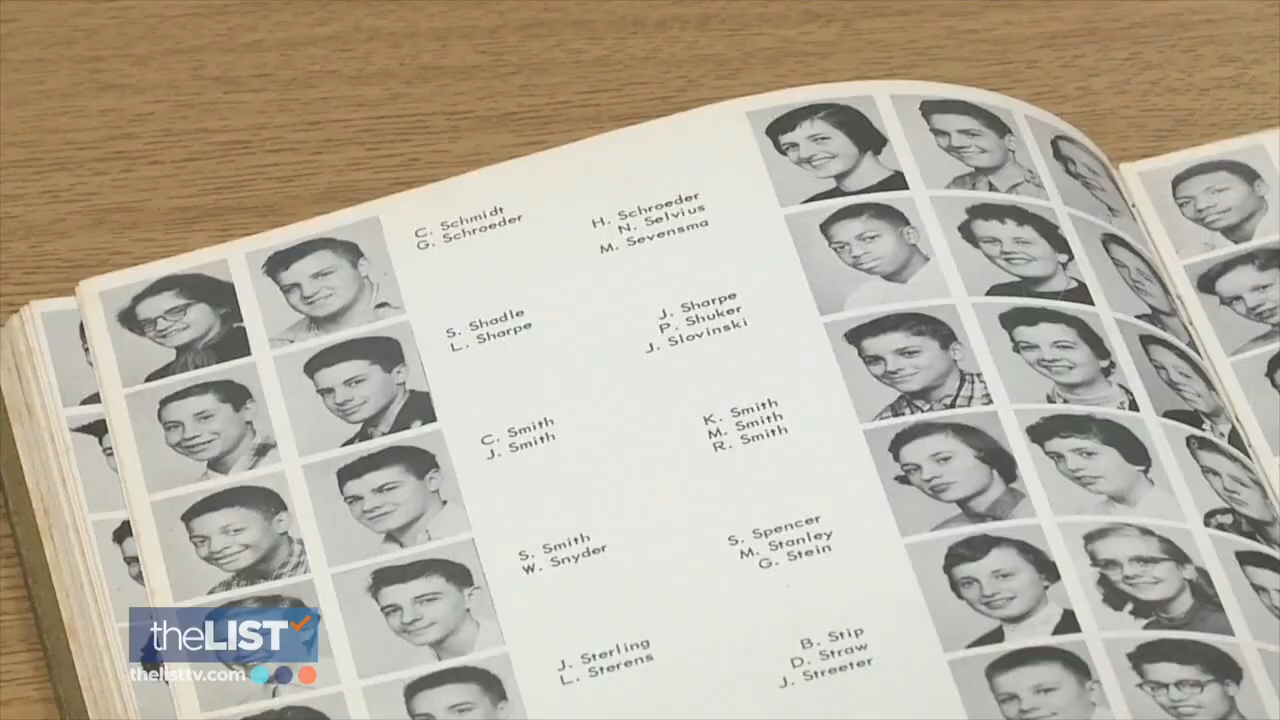 C. Schmidt
G. Schroeder
H. Schroeder
N. Selvius
M. Sevensma
S. Shadle
L. Sharpe
J. Sharpe
P. Shuker
J. Slovinski
C. Smith
J. Smith
K. Smith
M. Smith
R. Smith
S. Smith
W. Snyder
S. Spencer
M. Stanley
G. Stein
J. Sterling
L. Sterens
B. Stip
D. Straw
J. Streeter
theLIST
thelisttv.com